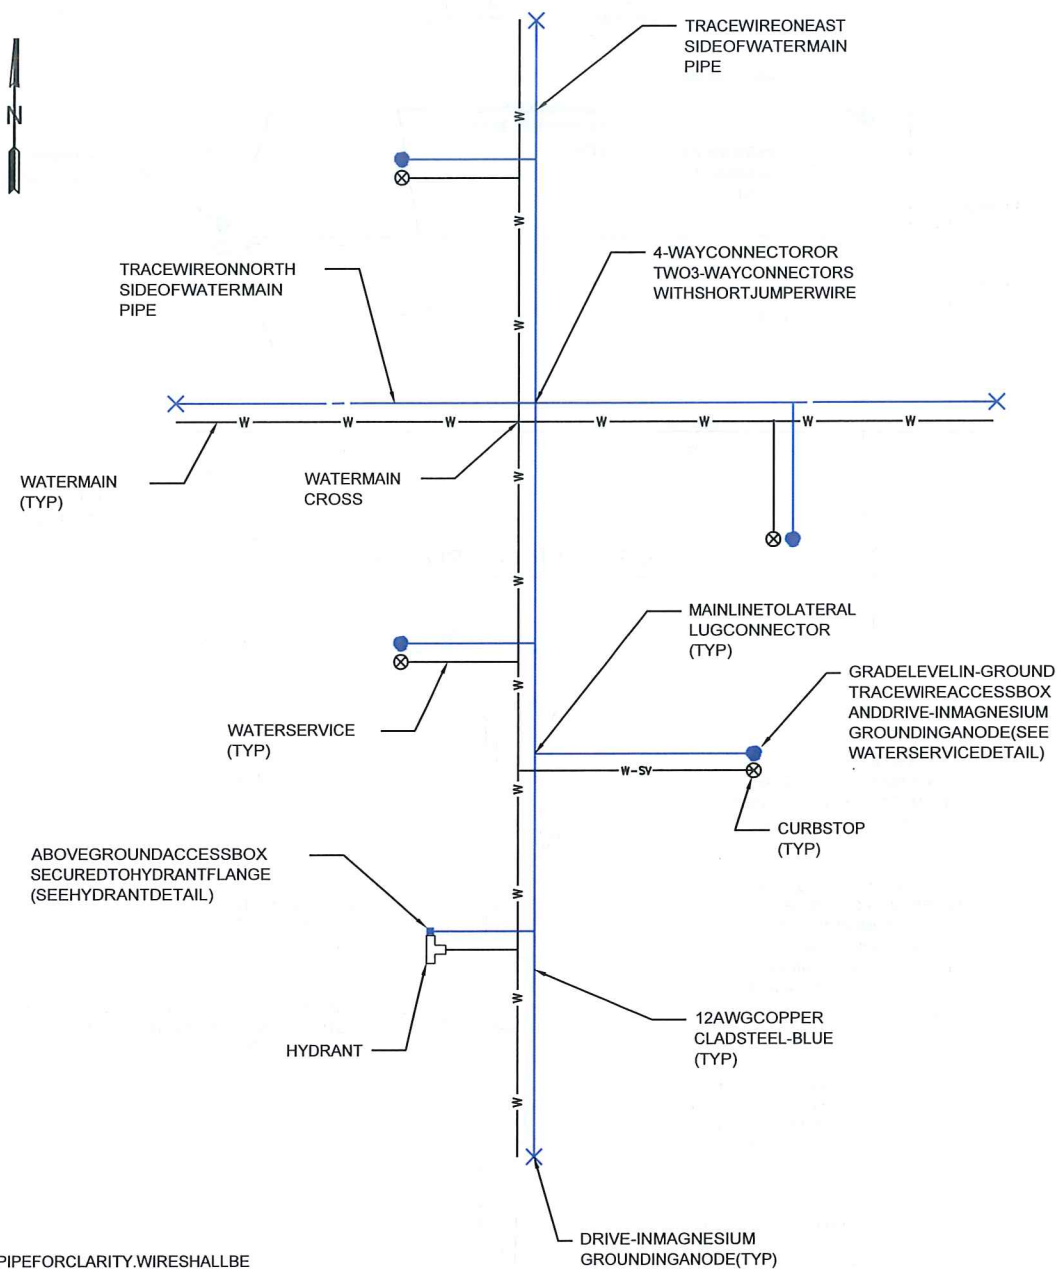 TRACEWIREONEAST
SIDEOFWATERMAIN
PIPE
N
W
W
TRACEWIREONNORTH
SIDEOFWATERMAIN
PIPE
4-WAYCONNECTOROR
TWO3-WAYCONNECTORS
WITHSHORTJUMPERWIRE
W
W W W W W W W
WATERMAIN
(TYP)
WATERMAIN
CROSS
W
W
MAINLINETOLATERAL
LUGCONNECTOR
(TYP)
W
GRADELEVELIN-GROUND
TRACEWIREACCESSBOX
ANDDRIVE-INMAGNESIUM
GROUNDINGANODE(SEE
WATERSERVICEDETAIL)
WATERSERVICE
(TYP)
W-SV
W
CURBSTOP
(TYP)
ABOVEGROUNDACCESSBOX
SECUREDTOHYDRANTFLANGE
(SEEHYDRANTDETAIL)
W
W
12AWGCOPPER
CLADSTEEL-BLUE
(TYP)
HYDRANT
W
DRIVE-INMAGNESIUM
GROUNDINGANODE(TYP)
PIPEFORCLARITY.WIRESHALLBE